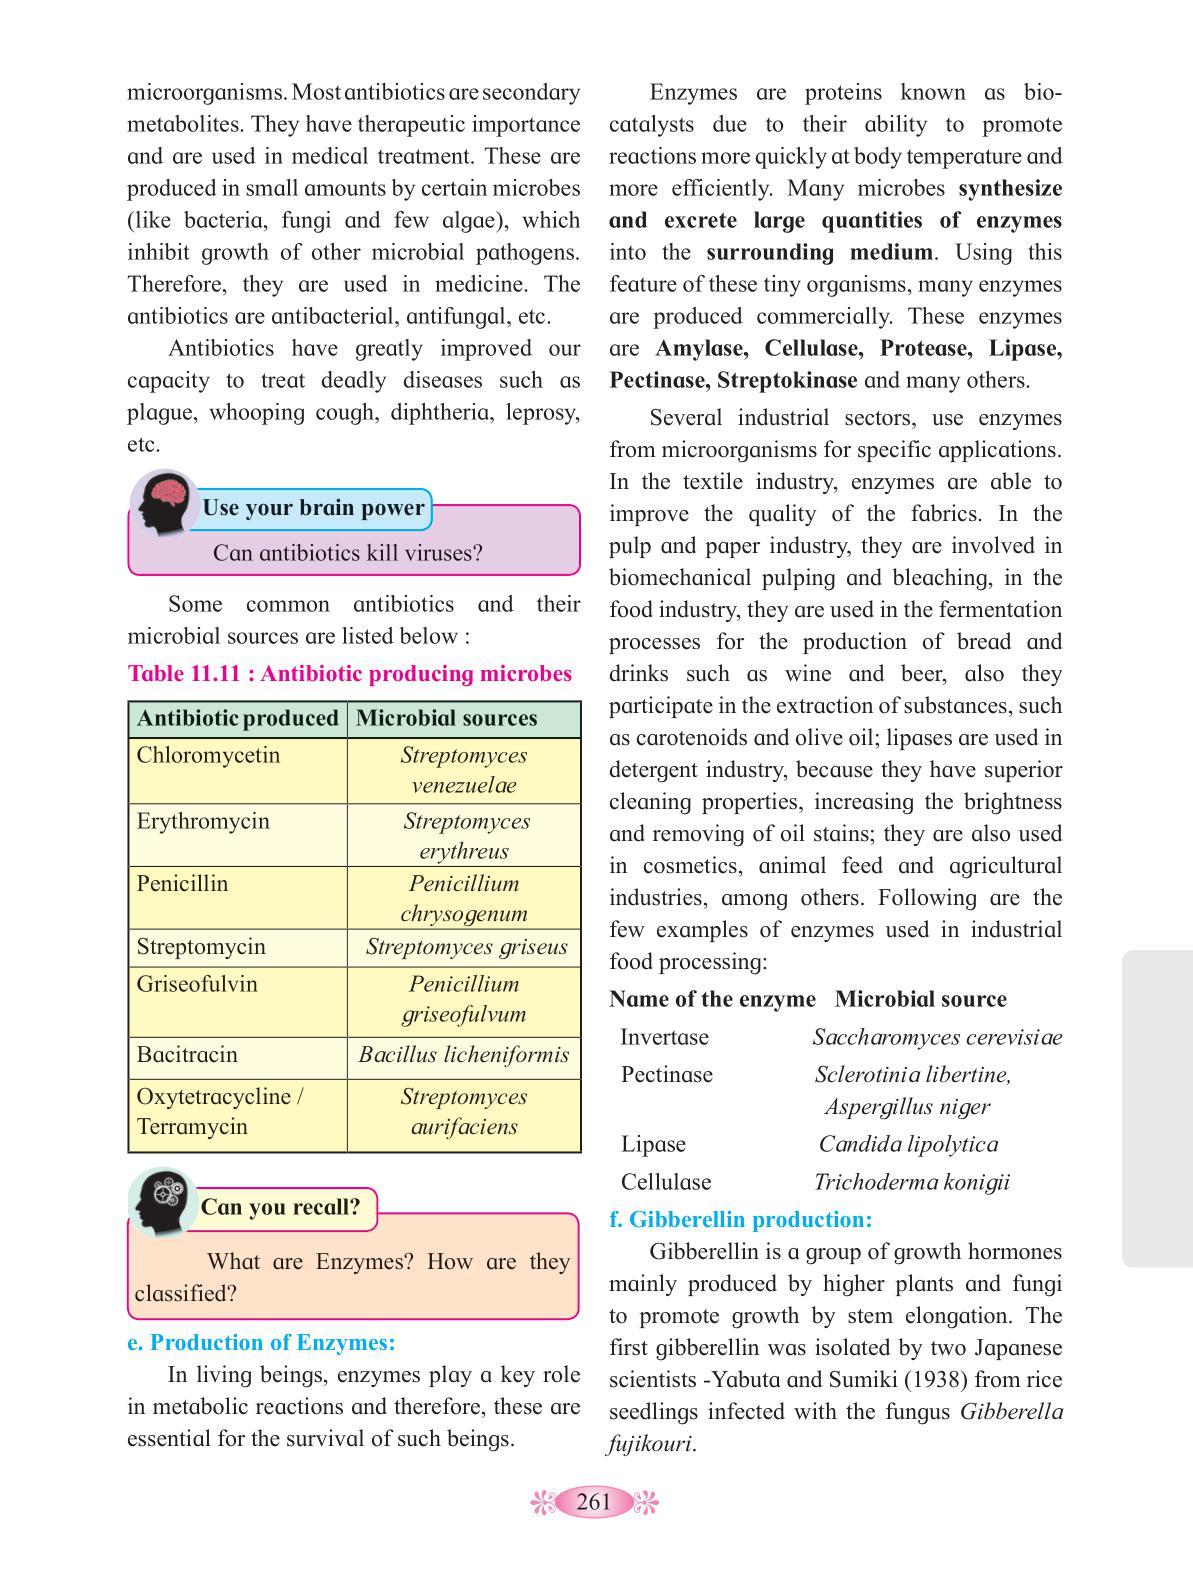 microorganisms. Most antibiotics are secondary
metabolites. They have therapeutic importance
and are used in medical treatment. These are
produced in small amounts by certain microbes
(like bacteria, fungi and few algae), which
inhibit growth of other microbial pathogens.
Therefore, they are used in medicine. The
antibiotics are antibacterial, antifungal, etc.
Antibiotics have greatly improved our
capacity to treat deadly diseases such as
plague, whooping cough, diphtheria, leprosy,
etc.
Use your brain power
Can antibiotics kill viruses?
Some common antibiotics and their
microbial sources are listed below :
Table 11.11 : Antibiotic producing microbes
Antibiotic produced Microbial sources
Chloromycetin Streptomyces
venezuelae
Erythromycin Streptomyces
erythreus
Penicillin Penicillium
chrysogenum
Streptomycin Streptomyces griseus
Griseofulvin Penicillium
griseofulvum
Bacitracin Bacillus licheniformis
Oxytetracycline / Streptomyces
Terramycin aurifaciens
Can you recall?
What are Enzymes? How are they
classified?
e. Production of Enzymes:
In living beings, enzymes play a key role
in metabolic reactions and therefore, these are
essential for the survival of such beings.
Enzymes are proteins known as bio-
catalysts due to their ability to promote
reactions more quickly at body temperature and
more efficiently. Many microbes synthesize
and excrete large quantities of enzymes
into the surrounding medium. Using this
feature of these tiny organisms, many enzymes
are produced commercially. These enzymes
are Amylase, Cellulase, Protease, Lipase,
Pectinase, Streptokinase and many others.
Several industrial sectors, use enzymes
from microorganisms for specific applications.
In the textile industry, enzymes are able to
improve the quality of the fabrics. In the
pulp and paper industry, they are involved in
biomechanical pulping and bleaching, in the
food industry, they are used in the fermentation
processes for the production of bread and
drinks such as wine and beer, also they
participate in the extraction of substances, such
as carotenoids and olive oil; lipases are used in
detergent industry, because they have superior
cleaning properties, increasing the brightness
and removing of oil stains; they are also used
in cosmetics, animal feed and agricultural
industries, among others. Following are the
few examples of enzymes used in industrial
food processing:
Name of the enzyme Microbial source
Invertase Saccharomyces cerevisiae
Pectinase Sclerotinia libertine,
Aspergillus niger
Lipase Candida lipolytica
Cellulase Trichoderma konigii
f. Gibberellin production:
Gibberellin is a group of growth hormones
mainly produced by higher plants and fungi
to promote growth by stem elongation. The
first gibberellin was isolated by two Japanese
scientists -Yabuta and Sumiki (1938) from rice
seedlings infected with the fungus Gibberella
fujikouri.
261